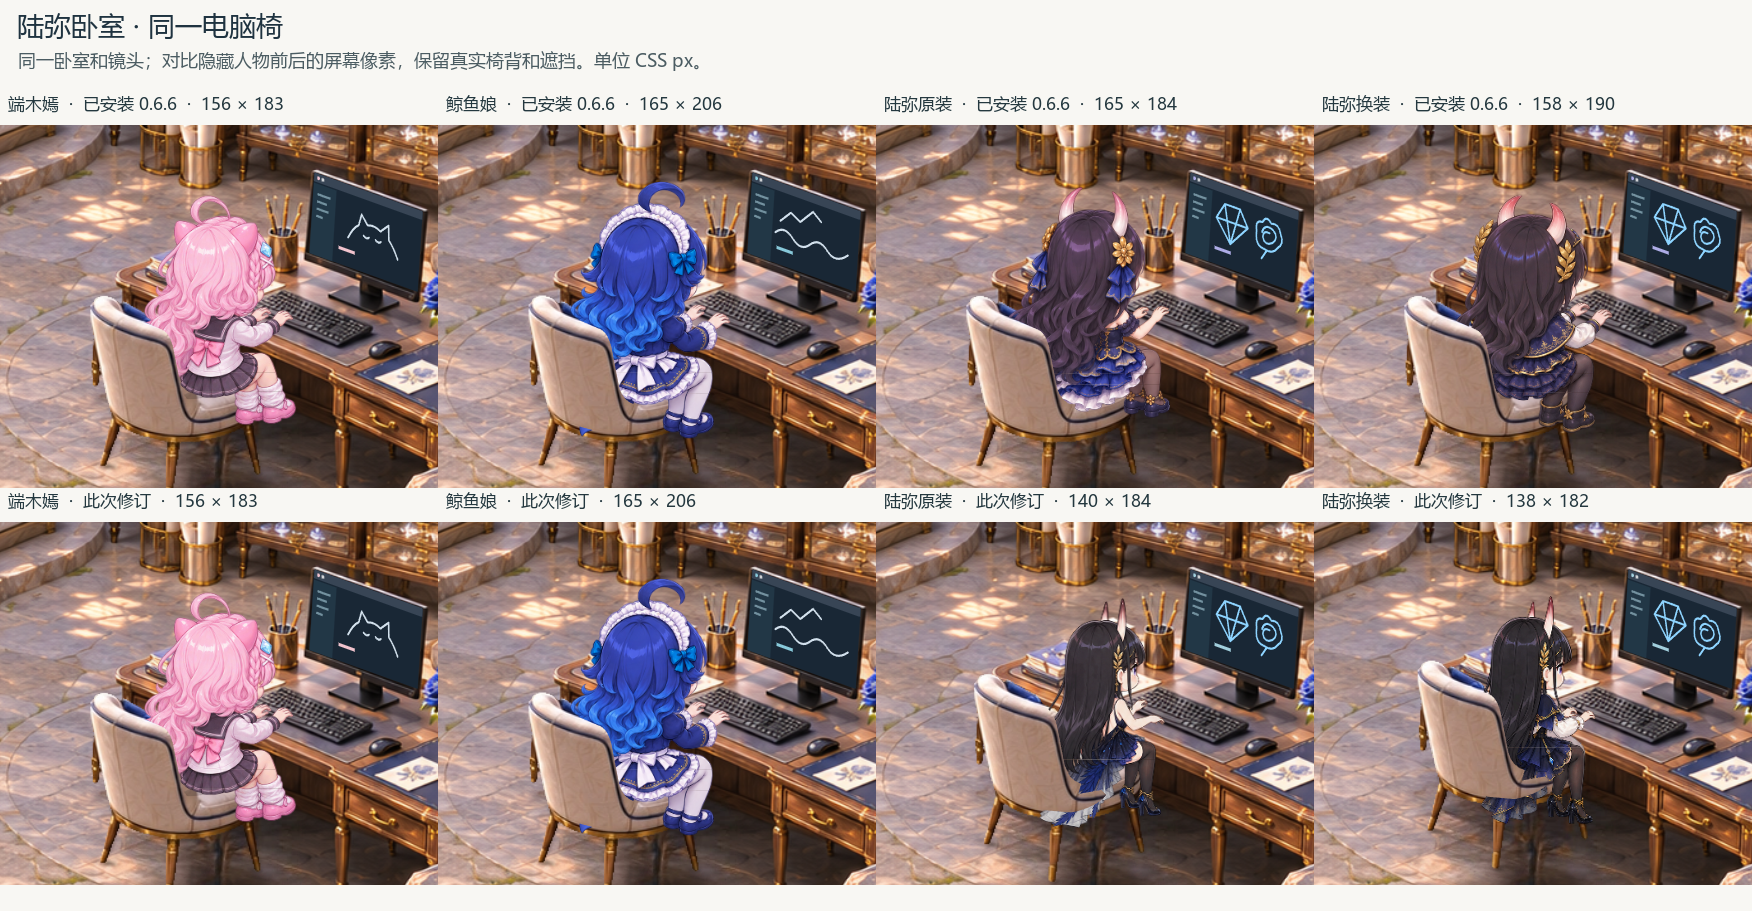 陆弥卧室 · 同一电脑椅
同一卧室和镜头；对比隐藏人物前后的屏幕像素，保留真实椅背和遮挡。单位 CSS px。
端木嫣 · 已安装 0.6.6 · 156 × 183
鲸鱼娘 · 已安装 0.6.6 · 165 × 206
陆弥原装 · 已安装 0.6.6 · 165 × 184
陆弥换装 · 已安装 0.6.6 · 158 × 190
端木嫣 · 此次修订 · 156 × 183
鲸鱼娘 · 此次修订 · 165 × 206
陆弥原装 · 此次修订 · 140 × 184
陆弥换装 · 此次修订 · 138 × 182